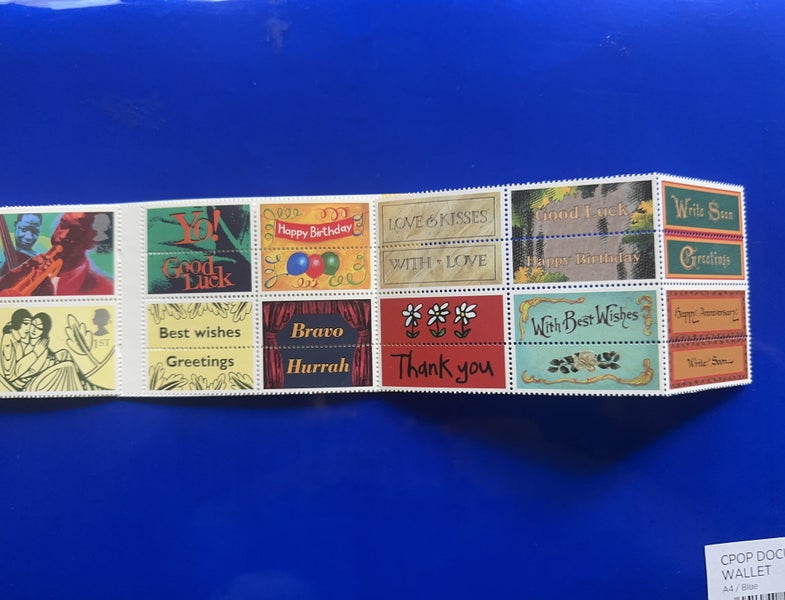 Yo!
Good
Luck
Happy Birthday
LOVE & KISSES
WITH LOVE
Good Luck
Happy Birthday
Write Soon
Greetings
1ST
Best wishes
Greetings
Bravo
Hurrah
Thank you
With Best Wishes
Happy Anniversary
Write Soon
CPOP DOCU
WALLET
A4 / Blue